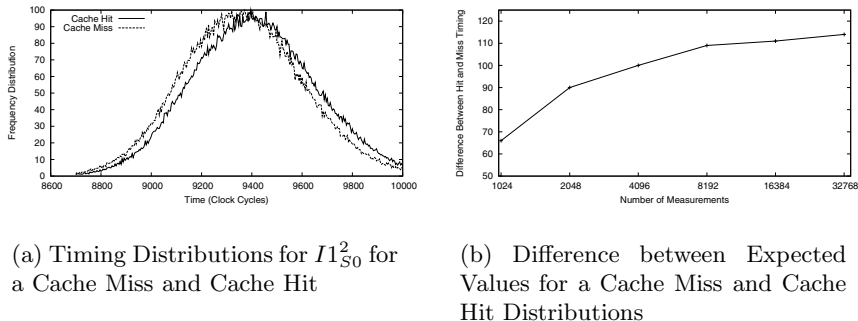 100
90
80
70
60
50
40
30
20
10
0
Frequency Distribution
Cache Hit
Cache Miss
8600 8800 9000 9200 9400 9600 9800 10000
Time (Clock Cycles)
120
110
100
90
80
70
60
50
Difference Between Hit and Miss Timing
1024 2048 4096 8192 16384 32768
Number of Measurements
(a) Timing Distributions for $I1^2_{S0}$ for
a Cache Miss and Cache Hit
(b) Difference between Expected
Values for a Cache Miss and Cache
Hit Distributions